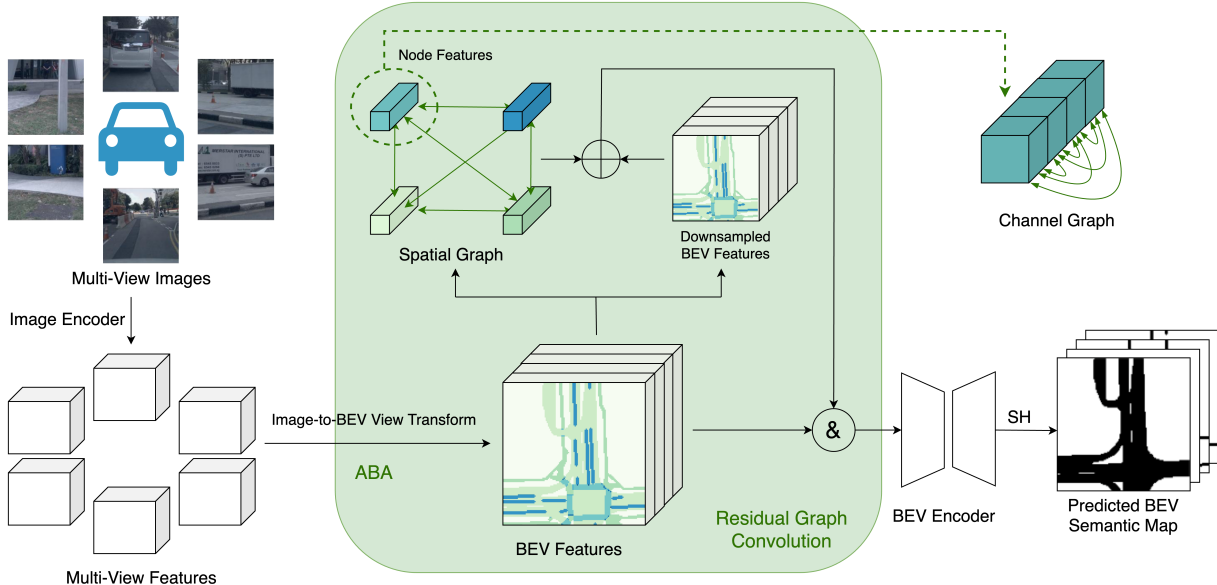 Node Features
Multi-View Images
Image Encoder
Multi-View Features
Image-to-BEV View Transform
ABA
Spatial Graph
Downsampled
BEV Features
BEV Features
Residual Graph
Convolution
&
Channel Graph
BEV Encoder
SH
Predicted BEV
Semantic Map